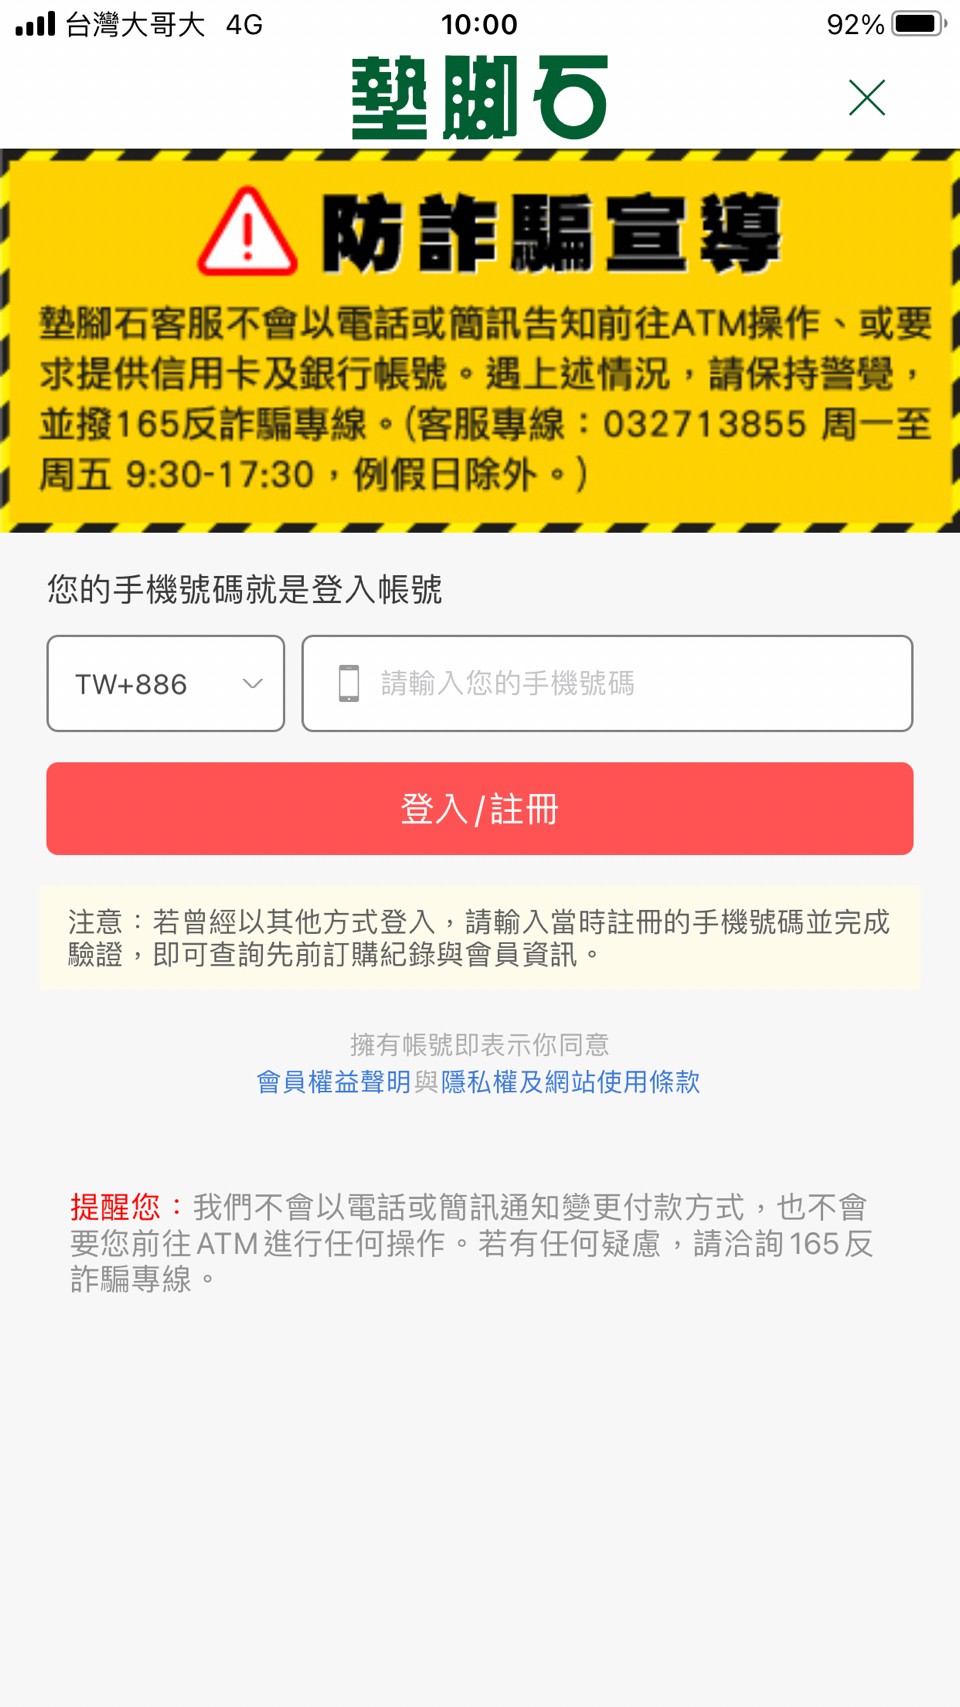 台灣大哥大 4G 10:00 92%
墊腳石
防詐騙宣導
墊腳石客服不會以電話或簡訊告知前往ATM操作、或要
求提供信用卡及銀行帳號。遇上述情況，請保持警覺，
並撥165反詐騙專線。(客服專線：032713855 周一至
周五 9:30-17:30，例假日除外。)
您的手機號碼就是登入帳號
TW+886 請輸入您的手機號碼
登入/註冊
注意：若曾經以其他方式登入，請輸入當時註冊的手機號碼並完成
驗證，即可查詢先前訂購紀錄與會員資訊。
擁有帳號即表示你同意
會員權益聲明與隱私權及網站使用條款
提醒您：我們不會以電話或簡訊通知變更付款方式，也不會
要您前往ATM進行任何操作。若有任何疑慮，請洽詢165反
詐騙專線。